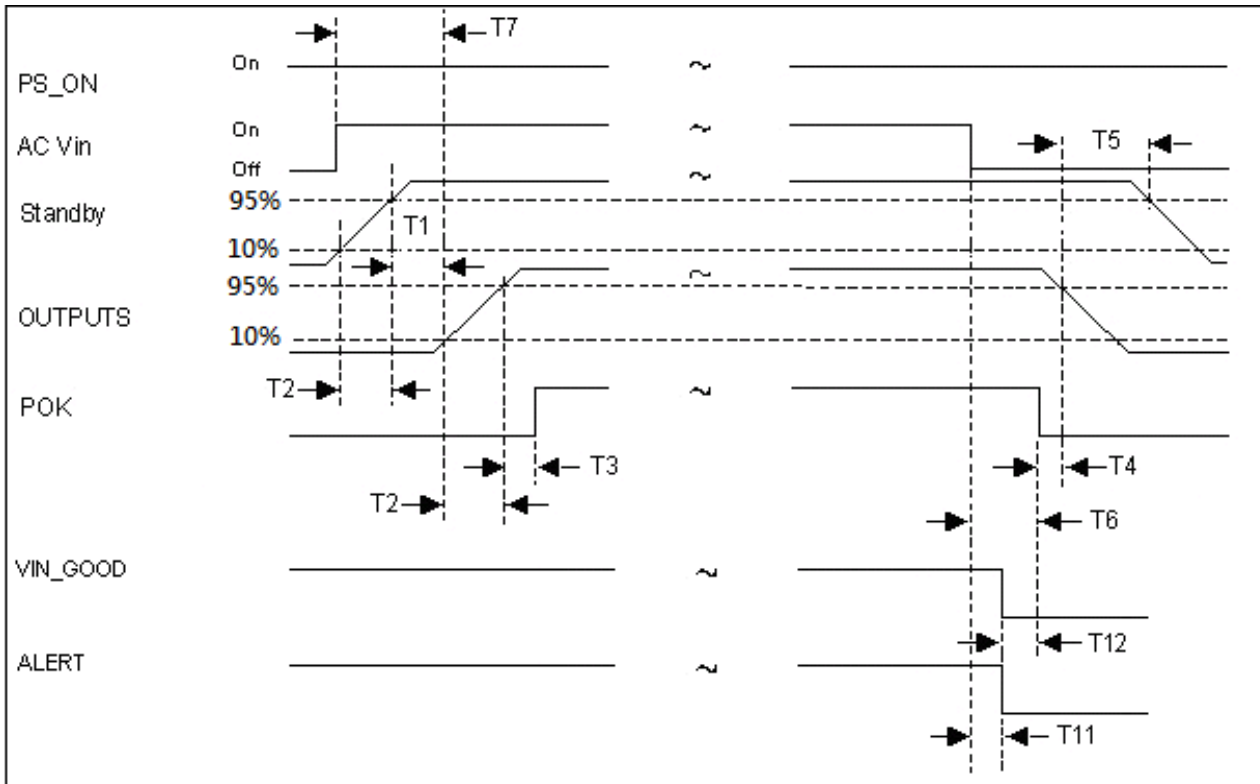 T7
PS_ON On
AC Vin On
Off
T5
Standby 95%
T1
10%
95%
OUTPUTS
10%
T2
POK
T3
T4
T2
T6
VIN_GOOD
T12
ALERT
T11